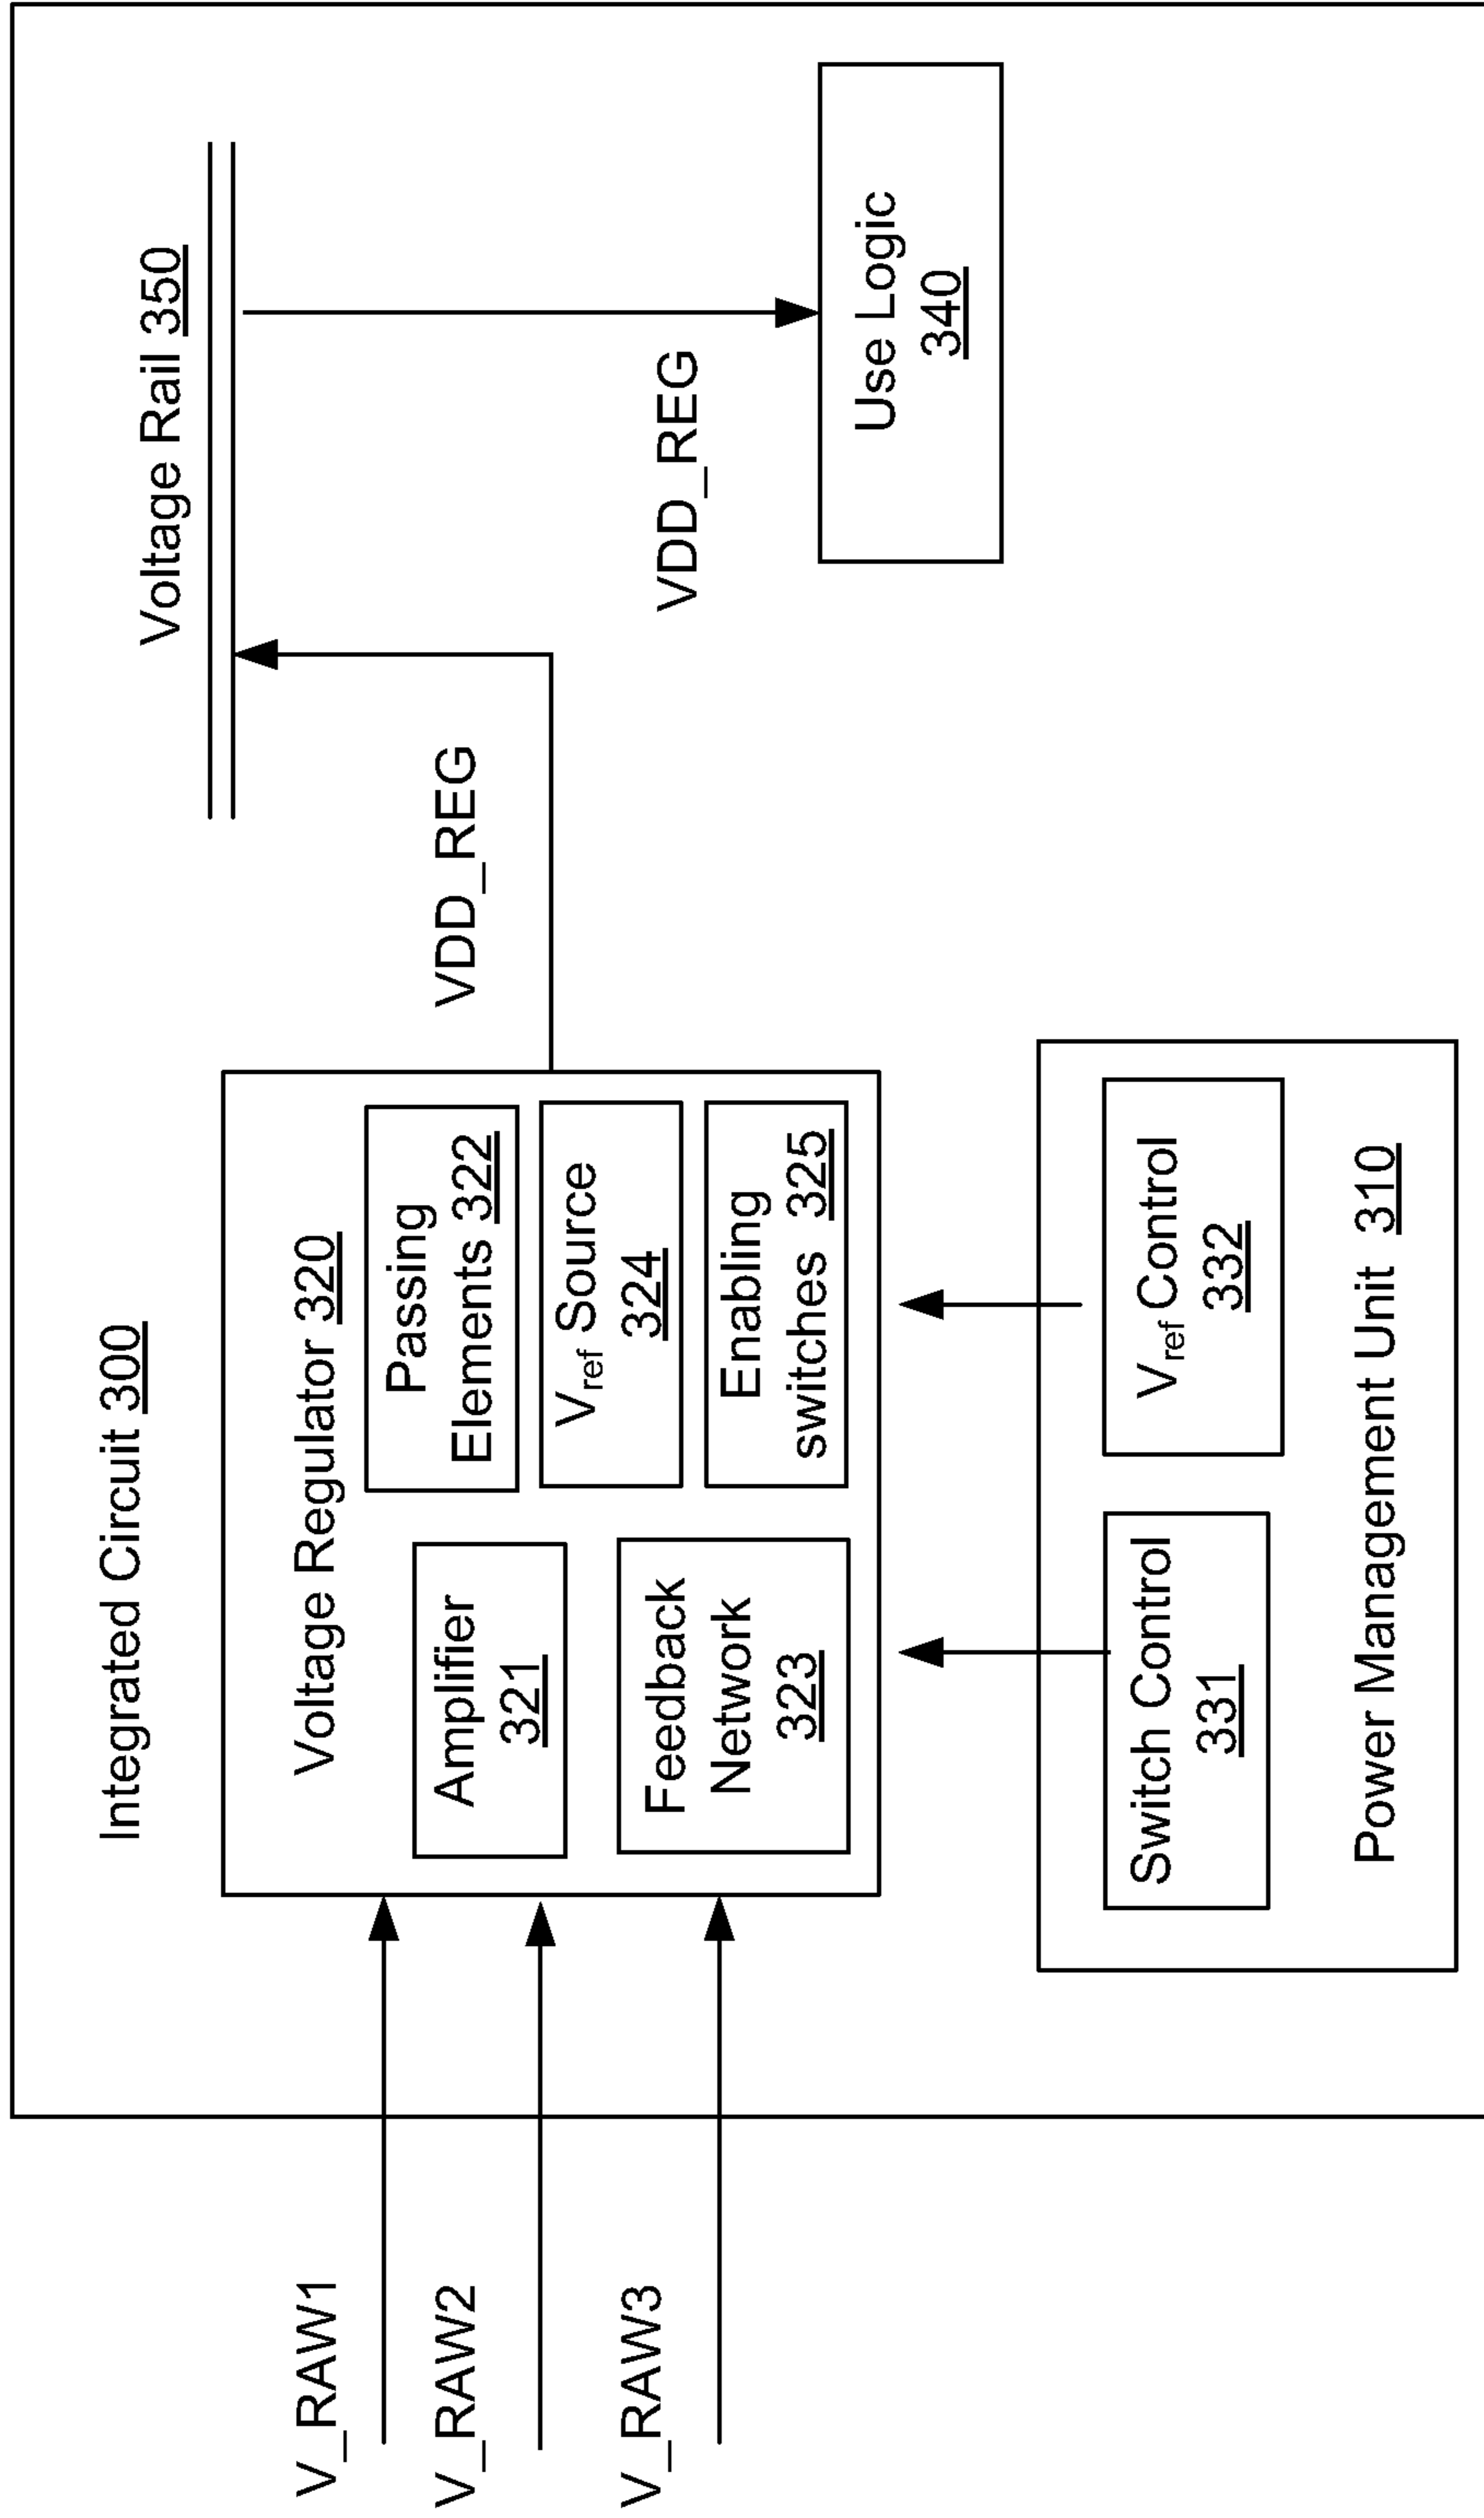 Integrated Circuit 300
Voltage Rail 350
V_RAW1
V_RAW2
V_RAW3
Voltage Regulator 320
Amplifier
321
Passing
Elements 322
Feedback
Network
323
Vref Source
324
Enabling
switches 325
VDD_REG
VDD_REG
Use Logic
340
Switch Control
331
Vref Control
332
Power Management Unit 310